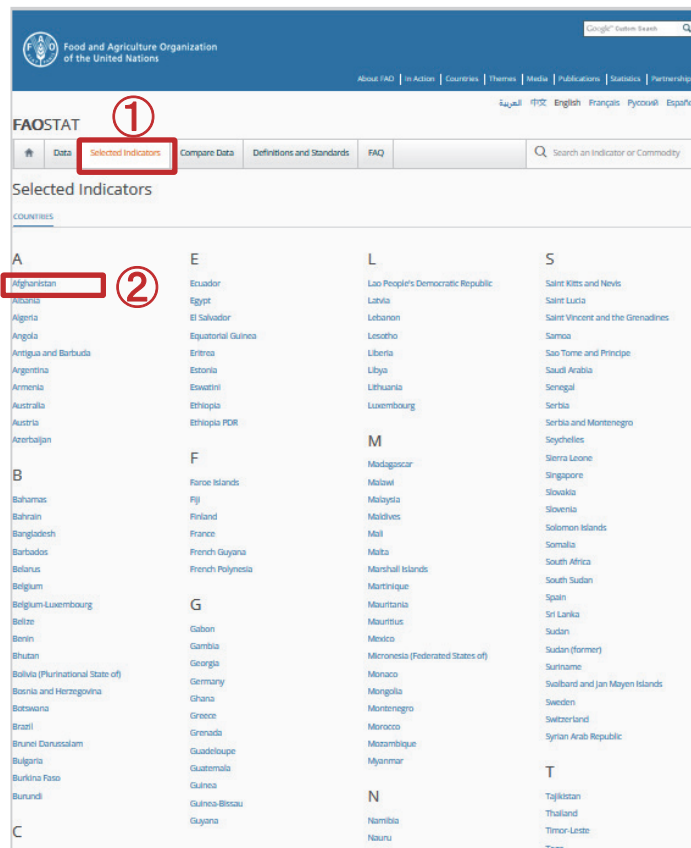 Google™ Custom Search
Food and Agriculture Organization
of the United Nations
About FAO | In Action | Countries | Themes | Media | Publications | Statistics | Partnership
العربية 中文 English Français Русский Españo
FAOSTAT
①
Data Selected Indicators Compare Data Definitions and Standards FAQ Search an Indicator or Commodity
Selected Indicators
COUNTRIES
A
Afghanistan
②
Albania
Algeria
Angola
Antigua and Barbuda
Argentina
Armenia
Australia
Austria
Azerbaijan
B
Bahamas
Bahrain
Bangladesh
Barbados
Belarus
Belgium
Belgium-Luxembourg
Belize
Benin
Bhutan
Bolivia (Plurinational State of)
Bosnia and Herzegovina
Botswana
Brazil
Brunei Darussalam
Bulgaria
Burkina Faso
Burundi
C
E
Ecuador
Egypt
El Salvador
Equatorial Guinea
Eritrea
Estonia
Eswatini
Ethiopia
Ethiopia PDR
F
Faroe Islands
Fiji
Finland
France
French Guyana
French Polynesia
G
Gabon
Gambia
Georgia
Germany
Ghana
Greece
Grenada
Guadeloupe
Guatemala
Guinea
Guinea-Bissau
Guyana
L
Lao People's Democratic Republic
Latvia
Lebanon
Lesotho
Liberia
Libya
Lithuania
Luxembourg
M
Madagascar
Malawi
Malaysia
Maldives
Mali
Malta
Marshall Islands
Martinique
Mauritania
Mauritius
Mexico
Micronesia (Federated States of)
Monaco
Mongolia
Montenegro
Morocco
Mozambique
Myanmar
N
Namibia
Nauru
S
Saint Kitts and Nevis
Saint Lucia
Saint Vincent and the Grenadines
Samoa
Sao Tome and Principe
Saudi Arabia
Senegal
Serbia
Serbia and Montenegro
Seychelles
Sierra Leone
Singapore
Slovakia
Slovenia
Solomon Islands
Somalia
South Africa
South Sudan
Spain
Sri Lanka
Sudan
Sudan (former)
Suriname
Svalbard and Jan Mayen Islands
Sweden
Switzerland
Syrian Arab Republic
T
Tajikistan
Thailand
Timor-Leste